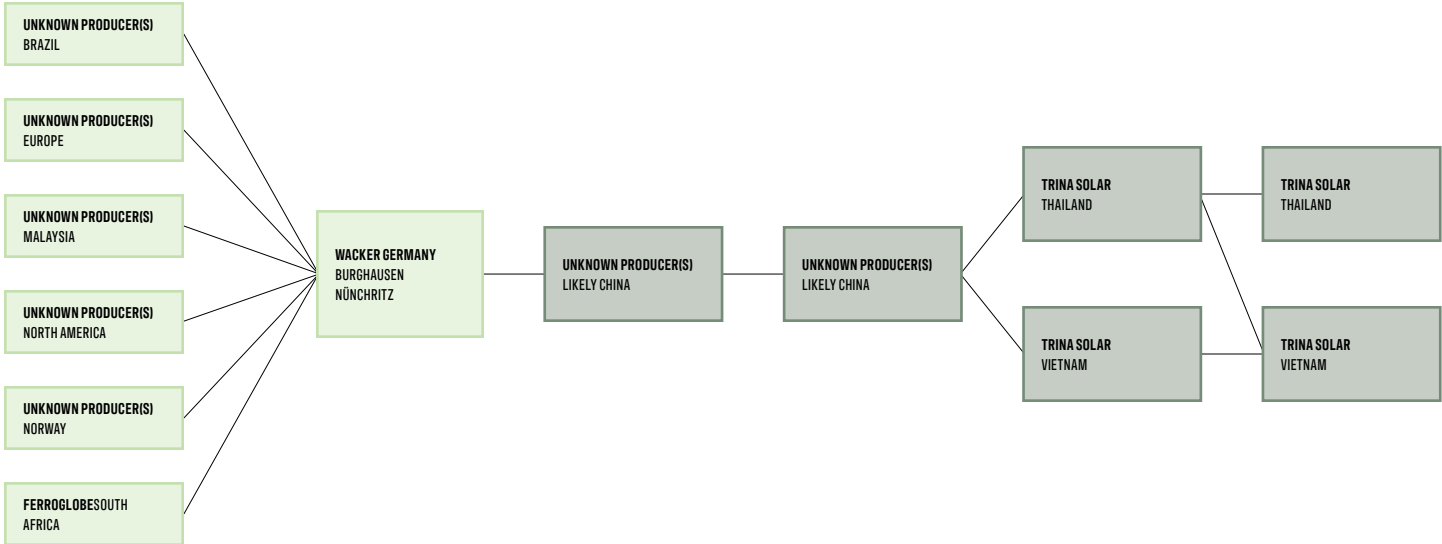 UNKNOWN PRODUCER(S)
BRAZIL
UNKNOWN PRODUCER(S)
EUROPE
UNKNOWN PRODUCER(S)
MALAYSIA
UNKNOWN PRODUCER(S)
NORTH AMERICA
UNKNOWN PRODUCER(S)
NORWAY
FERROGLOBESOUTH
AFRICA
WACKER GERMANY
BURGHAUSEN
NÜNCHRITZ
UNKNOWN PRODUCER(S)
LIKELY CHINA
UNKNOWN PRODUCER(S)
LIKELY CHINA
TRINA SOLAR
THAILAND
TRINA SOLAR
VIETNAM
TRINA SOLAR
THAILAND
TRINA SOLAR
VIETNAM